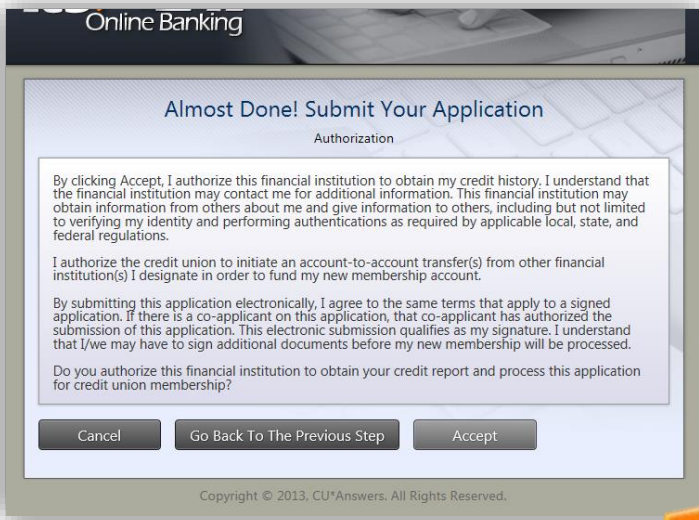 Online Banking
Almost Done! Submit Your Application
Authorization
By clicking Accept, I authorize this financial institution to obtain my credit history. I understand that
the financial institution may contact me for additional information. This financial institution may
obtain information from others about me and give information to others, including but not limited
to verifying my identity and performing authentications as required by applicable local, state, and
federal regulations.
I authorize the credit union to initiate an account-to-account transfer(s) from other financial
institution(s) I designate in order to fund my new membership account.
By submitting this application electronically, I agree to the same terms that apply to a signed
application. If there is a co-applicant on this application, that co-applicant has authorized the
submission of this application. This electronic submission qualifies as my signature. I understand
that I/we may have to sign additional documents before my new membership will be processed.
Do you authorize this financial institution to obtain your credit report and process this application
for credit union membership?
Cancel Go Back To The Previous Step Accept
Copyright © 2013, CU*Answers. All Rights Reserved.